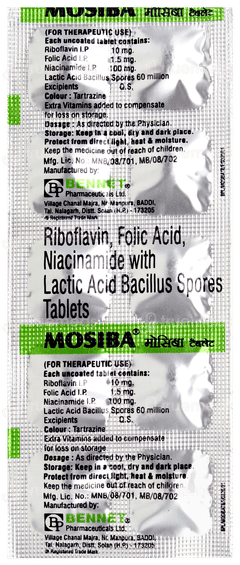 MOSIBA® मोसिबा टैबलेट
(FOR THERAPEUTIC USE)
Each uncoated tablet contains:
Riboflavin I.P. 10 mg.
Folic Acid I.P. 1.5 mg.
Niacinamide I.P. 100 mg.
Lactic Acid Bacillus Spores 60 million
Excipients Q.S.
Colour : Tartrazine
Extra Vitamins added to compensate
for loss on storage.
Dosage : As directed by the Physician.
Storage: Keep in a cool, dry and dark place.
Protect from direct light, heat & moisture.
Keep the medicine out of reach of children.
Mfg. Lic. No.: MNB/08/701, MB/08/702
Manufactured by:
BENNET®
Pharmaceuticals Ltd.
Village Chanal Majra, Nr. Manpura, BADDI,
Tal. Nalagarh, Distt. Solan (H.P.) - 173205
® Registered Trade Mark
Riboflavin, Folic Acid,
Niacinamide with
Lactic Acid Bacillus Spores
Tablets
MOSIBA® मोसिबा टैबलेट
(FOR THERAPEUTIC USE)
Each uncoated tablet contains:
Riboflavin I.P. 10 mg.
Folic Acid I.P. 1.5 mg.
Niacinamide I.P. 100 mg.
Lactic Acid Bacillus Spores 60 million
Excipients Q.S.
Colour : Tartrazine
Extra Vitamins added to compensate
for loss on storage.
Dosage : As directed by the Physician.
Storage: Keep in a cool, dry and dark place.
Protect from direct light, heat & moisture.
Keep the medicine out of reach of children.
Mfg. Lic. No.: MNB/08/701, MB/08/702
Manufactured by:
BENNET®
Pharmaceuticals Ltd.
Village Chanal Majra, Nr. Manpura, BADDI,
Tal. Nalagarh, Distt. Solan (H.P.) - 173205
® Registered Trade Mark